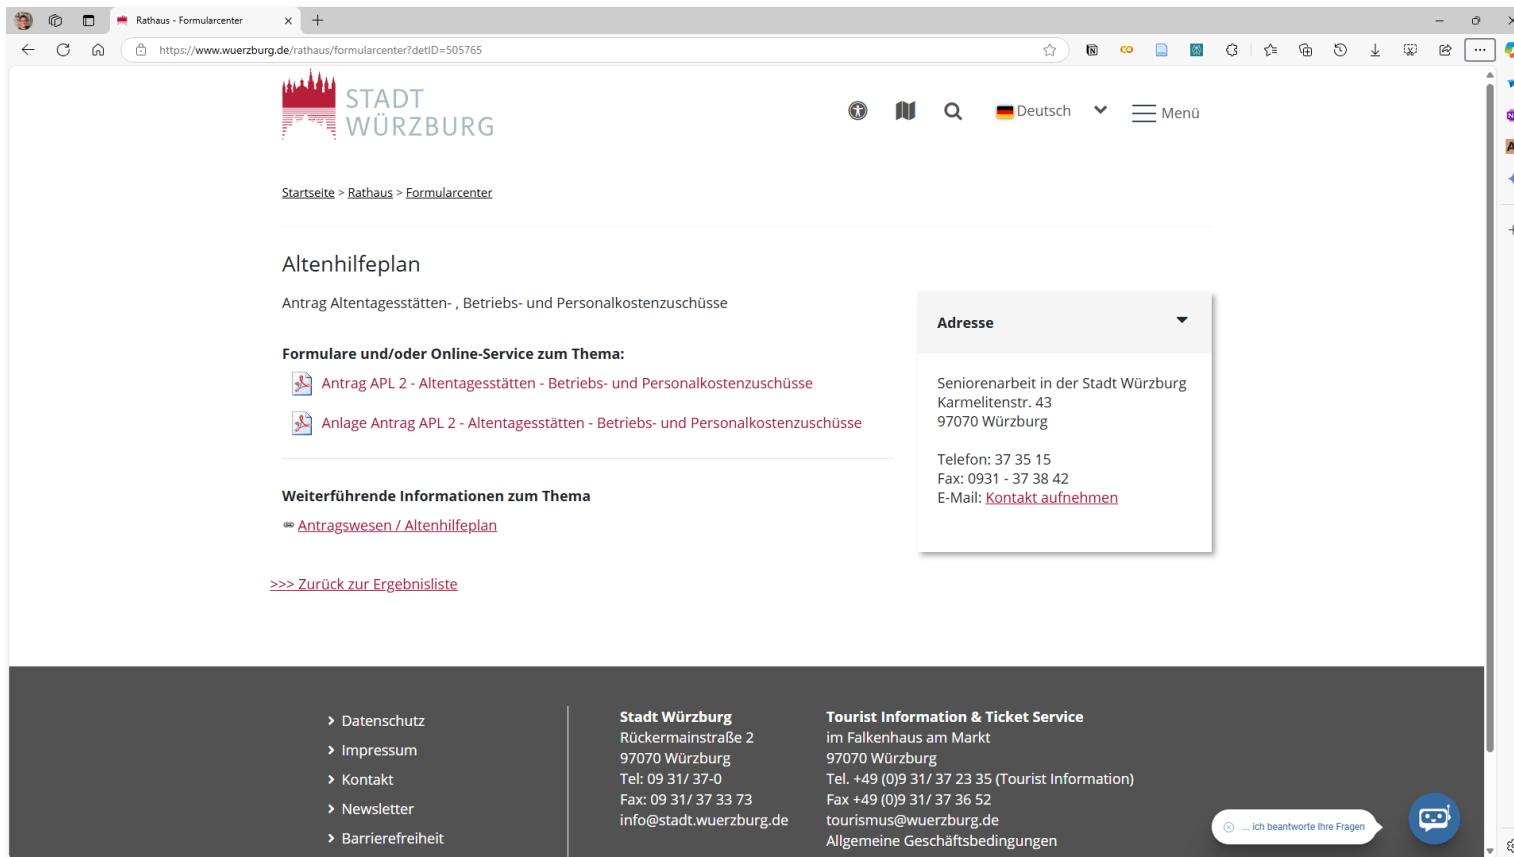 Rathaus - Formularcenter
https://www.wuerzburg.de/rathaus/formularcenter?detID=505765
STADT
WÜRZBURG
Deutsch
Menü
Startseite > Rathaus > Formularcenter
Altenhilfeplan
Antrag Altentagesstätten- , Betriebs- und Personalkostenzuschüsse
Formulare und/oder Online-Service zum Thema:
Antrag APL 2 - Altentagesstätten - Betriebs- und Personalkostenzuschüsse
Anlage Antrag APL 2 - Altentagesstätten - Betriebs- und Personalkostenzuschüsse
Weiterführende Informationen zum Thema
Antragswesen / Altenhilfeplan
>>> Zurück zur Ergebnisliste
Adresse
Seniorenarbeit in der Stadt Würzburg
Karmelitenstr. 43
97070 Würzburg
Telefon: 37 35 15
Fax: 0931 - 37 38 42
E-Mail: Kontakt aufnehmen
Datenschutz
Impressum
Kontakt
Newsletter
Barrierefreiheit
Stadt Würzburg
Rückermainstraße 2
97070 Würzburg
Tel: 09 31/ 37-0
Fax: 09 31/ 37 33 73
info@stadt.wuerzburg.de
Tourist Information & Ticket Service
im Falkenhaus am Markt
97070 Würzburg
Tel. +49 (0)9 31/ 37 23 35 (Tourist Information)
Fax +49 (0)9 31/ 37 36 52
tourismus@wuerzburg.de
Allgemeine Geschäftsbedingungen
... ich beantworte Ihre Fragen